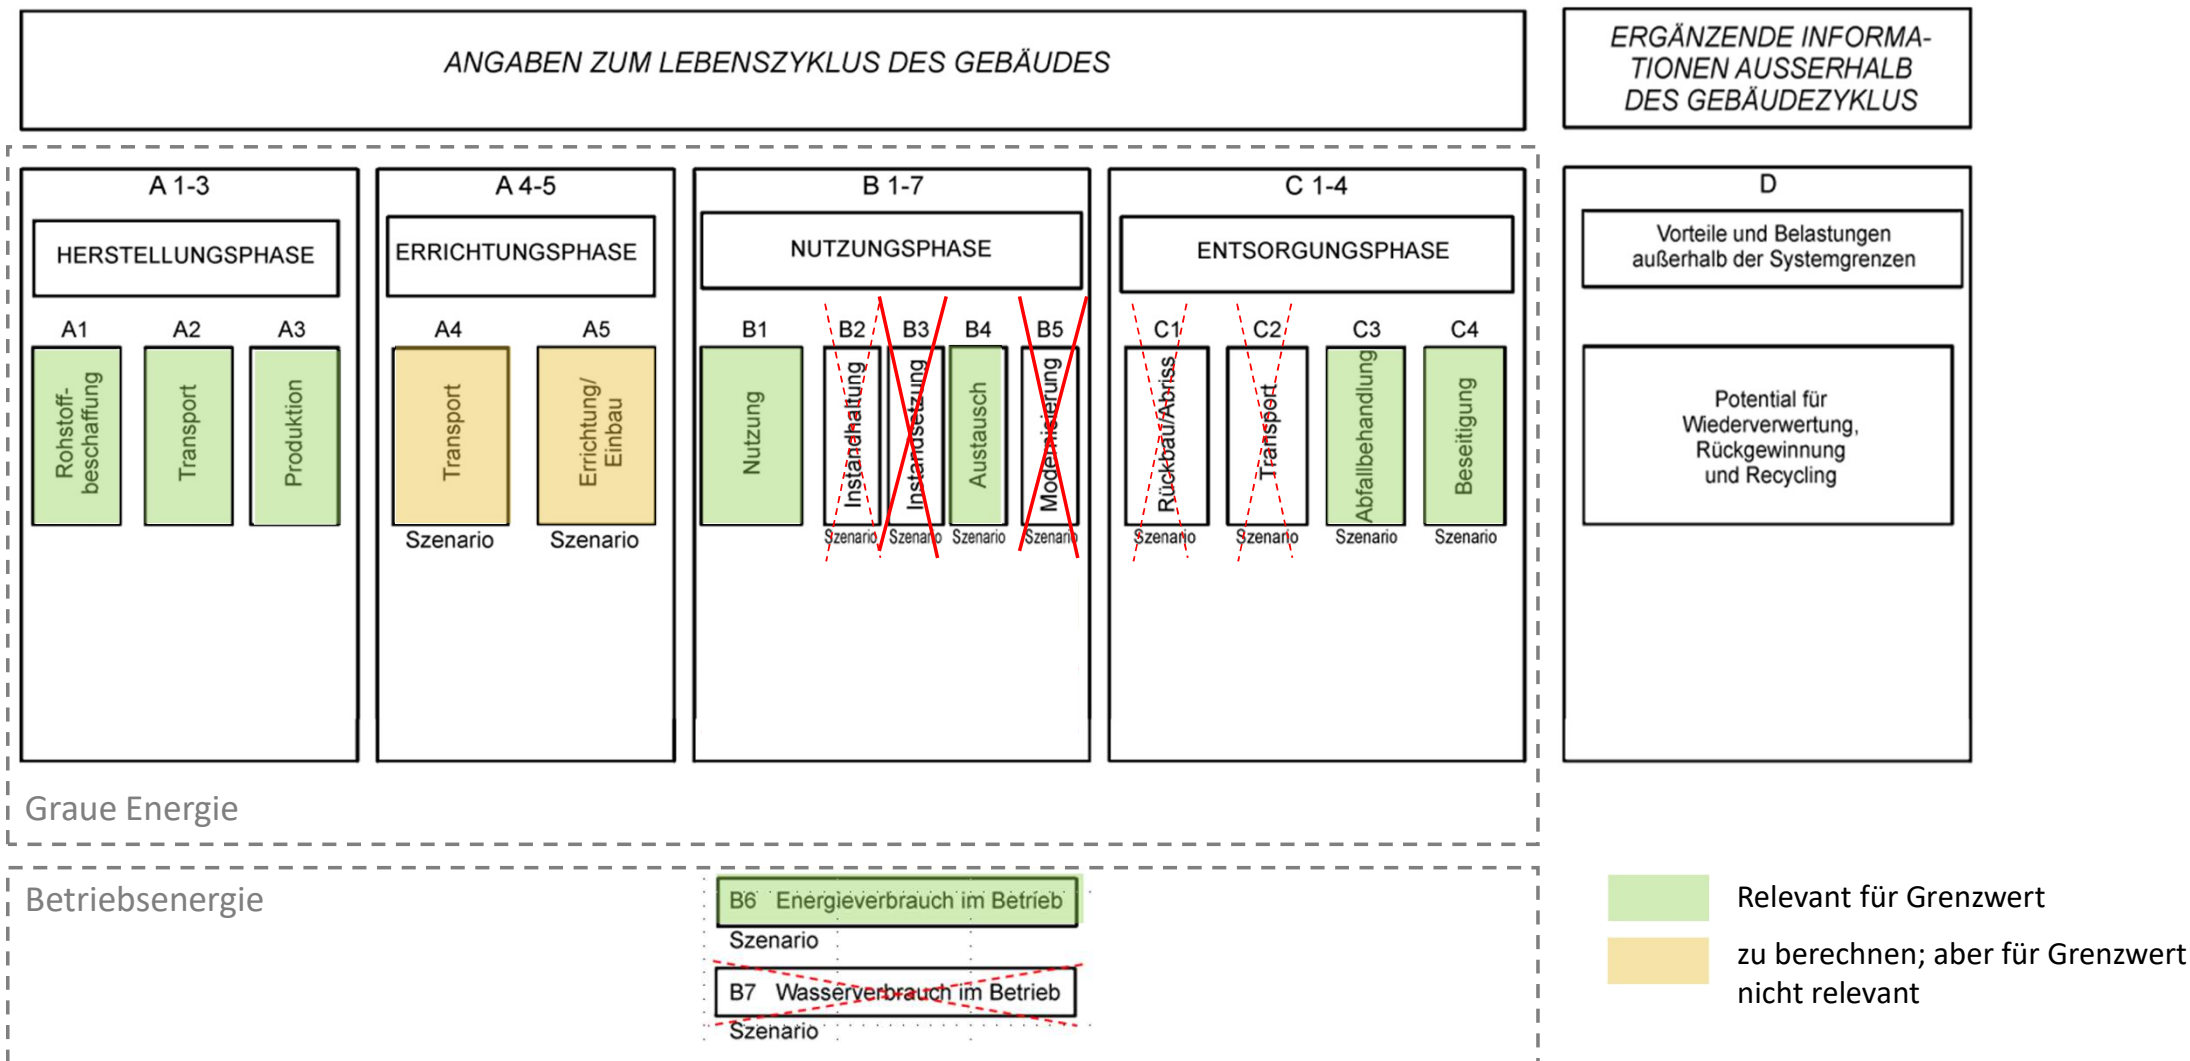 ANGABEN ZUM LEBENSZYKLUS DES GEBÄUDES
ERGÄNZENDE INFORMA-
TIONEN AUSSERHALB
DES GEBÄUDEZYKLUS
A 1-3
HERSTELLUNGSPHASE
A1
A2
A3
Rohstoff-
beschaffung
Transport
Produktion
A 4-5
ERRICHTUNGSPHASE
A4
A5
Transport
Errichtung/
Einbau
Szenario
Szenario
B 1-7
NUTZUNGSPHASE
B1
B2
B3
B4
B5
Nutzung
Instandhaltung
Instandsetzung
Austausch
Modernisierung
Szenario
Szenario
Szenario
Szenario
C 1-4
ENTSORGUNGSPHASE
C1
C2
C3
C4
Rückbau/Abriss
Transport
Abfallbehandlung
Beseitigung
Szenario
Szenario
Szenario
Szenario
D
Vorteile und Belastungen
außerhalb der Systemgrenzen
Potential für
Wiederverwertung,
Rückgewinnung
und Recycling
Graue Energie
Betriebsenergie
B6 Energieverbrauch im Betrieb
Szenario
B7 Wasserverbrauch im Betrieb
Szenario
Relevant für Grenzwert
zu berechnen; aber für Grenzwert
nicht relevant